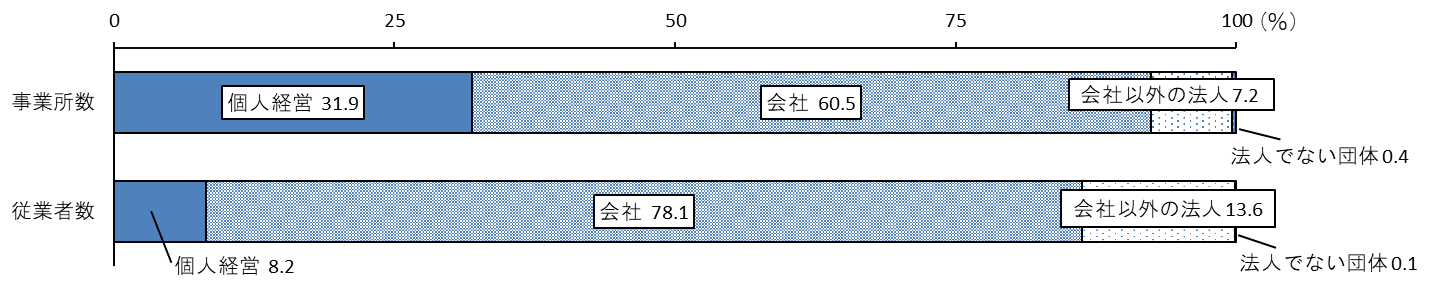 0 25 50 75 100 (%)
事業所数 個人経営 31.9 会社 60.5 会社以外の法人 7.2
法人でない団体 0.4
従業者数 会社 78.1 会社以外の法人 13.6
個人経営 8.2 法人でない団体 0.1